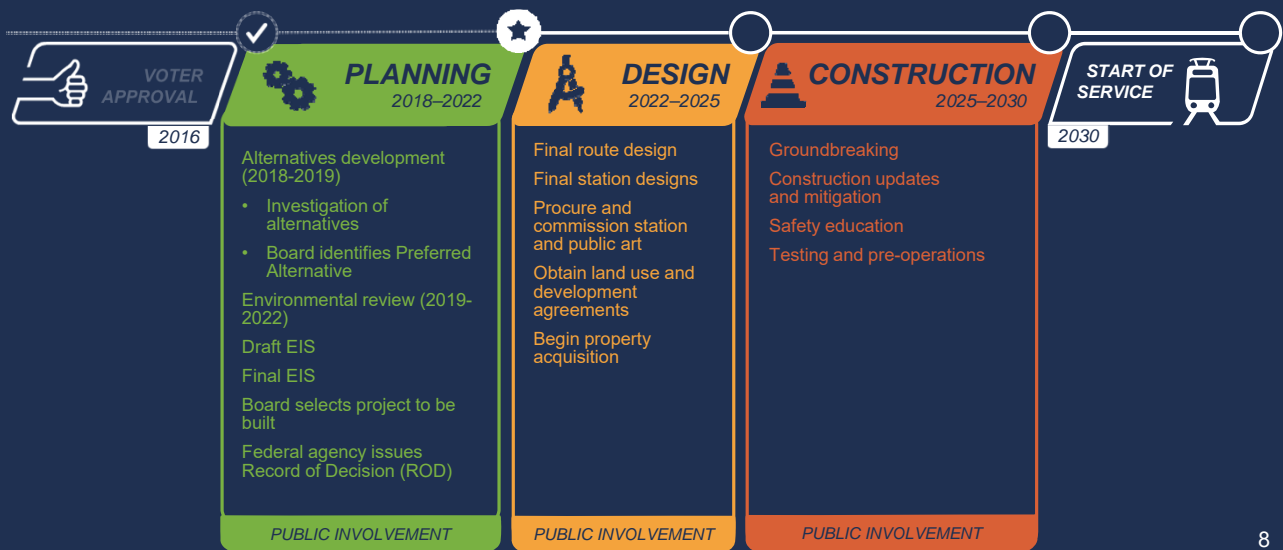 VOTER
APPROVAL
2016
PLANNING
2018–2022
Alternatives development
(2018-2019)
• Investigation of
alternatives
• Board identifies Preferred
Alternative
Environmental review (2019-
2022)
Draft EIS
Final EIS
Board selects project to be
built
Federal agency issues
Record of Decision (ROD)
PUBLIC INVOLVEMENT
DESIGN
2022–2025
Final route design
Final station designs
Procure and
commission station
and public art
Obtain land use and
development
agreements
Begin property
acquisition
PUBLIC INVOLVEMENT
CONSTRUCTION
2025–2030
Groundbreaking
Construction updates
and mitigation
Safety education
Testing and pre-operations
PUBLIC INVOLVEMENT
START OF
SERVICE
2030
8